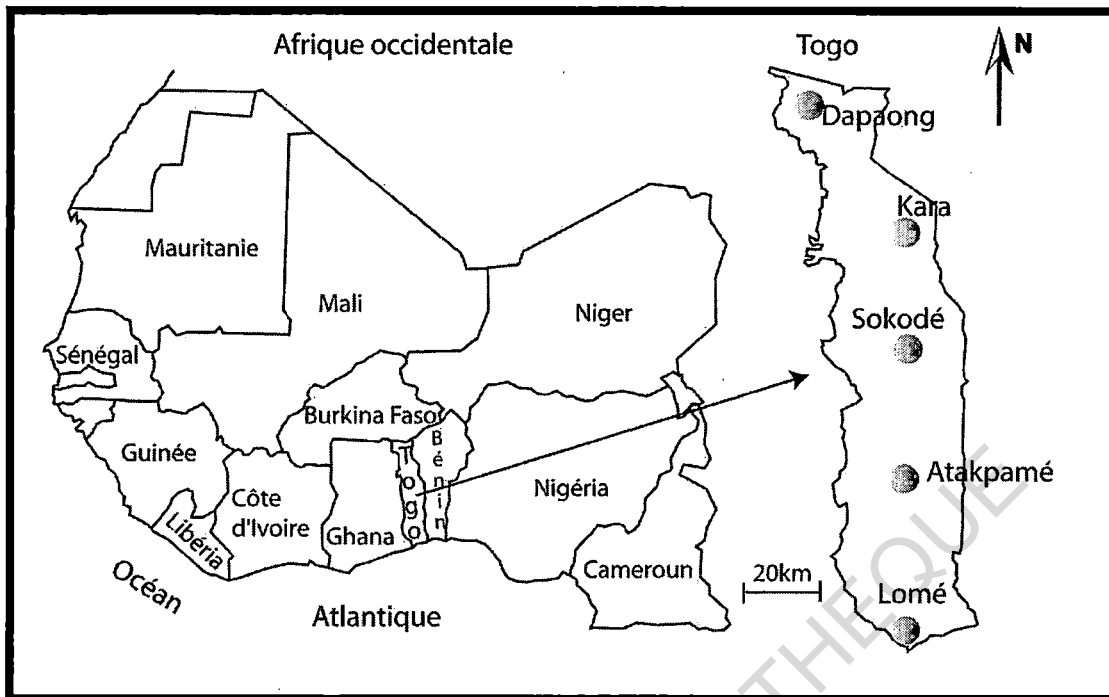 Afrique occidentale
Togo
N
Dapaong
Kara
Mauritanie
Mali
Niger
Sokodé
Sénégal
Burkina Faso
Bénin
Togo
Guinée
Côte
d'Ivoire
Ghana
Nigéria
Atakpamé
Libéria
Cameroun
20km
Lomé
Océan
Atlantique
THEQUE